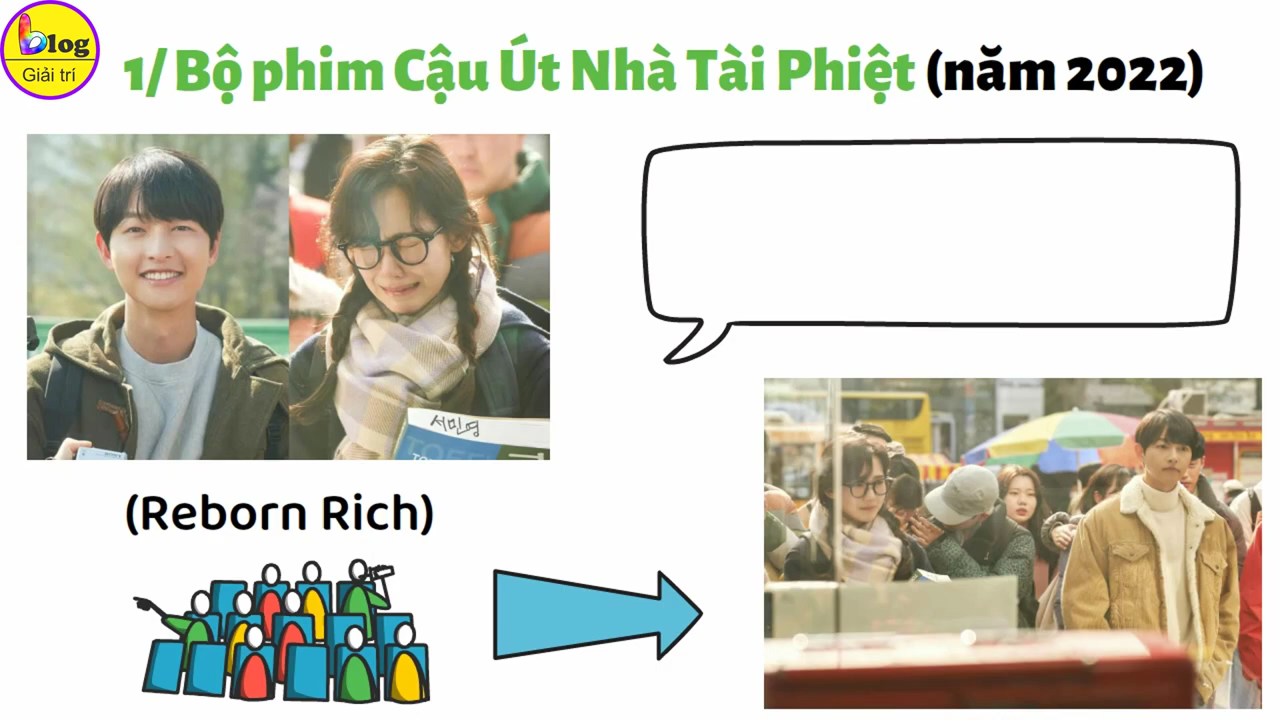 blog
Giải trí
1/ Bộ phim Cậu Út Nhà Tài Phiệt (năm 2022)
서민영
TOEFL
(Reborn Rich)